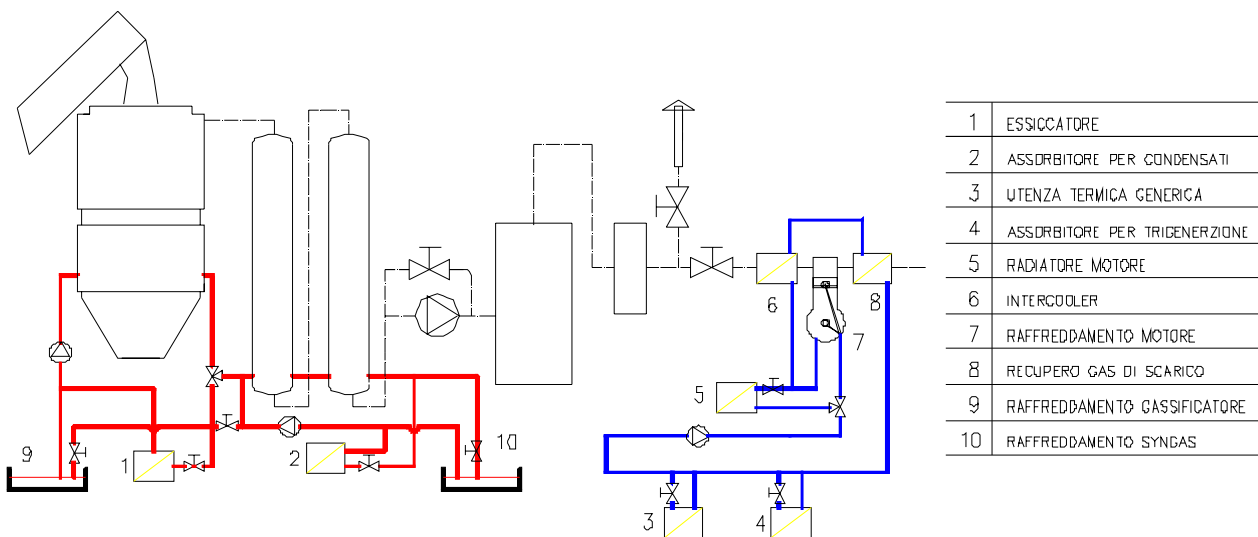 1 ESSICCATORE
2 ASSORBITORE PER CONDENSATI
3 UTENZA TERMICA GENERICA
4 ASSORBITORE PER TRIGENERZIONE
5 RADIATORE MOTORE
6 INTERCOOLER
7 RAFFREDDAMENTO MOTORE
8 RECUPERO GAS DI SCARICO
9 RAFFREDDAMENTO GASSIFICATORE
10 RAFFREDDAMENTO SYNGAS
6
8
7
5
9
1
2
10
3
4